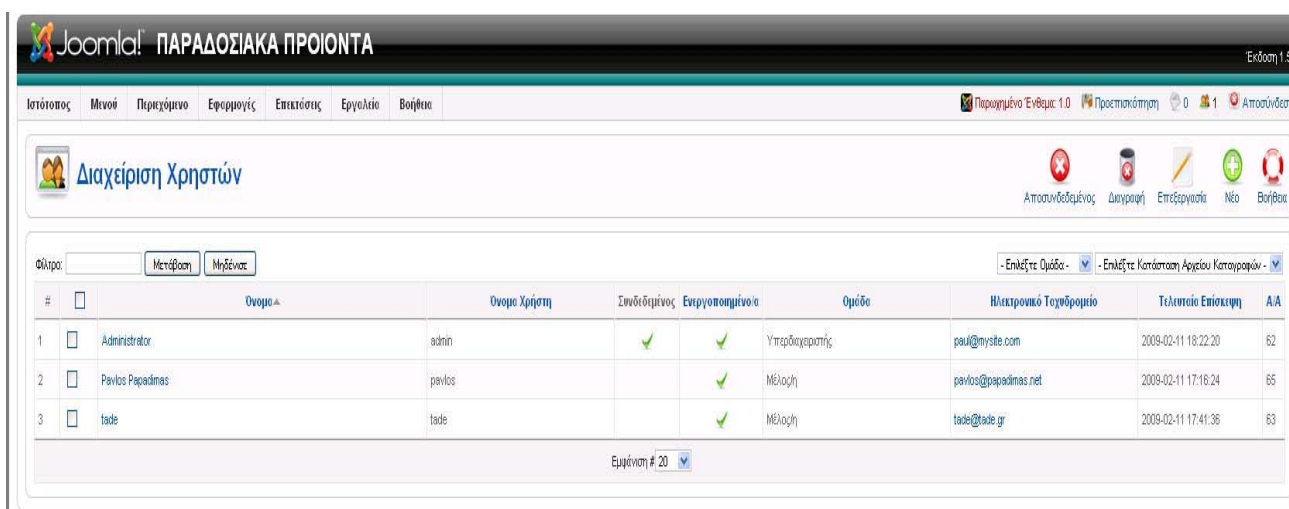 Joomla! ΠΑΡΑΔΟΣΙΑΚΑ ΠΡΟΙΟΝΤΑ
Έκδοση 1.5
Ιστότοπος Μενού Περιεχόμενο Εφαρμογές Επεκτάσεις Εργαλεία Βοήθεια Παρωχημένο Ένθεμα: 1.0 Προεπισκόπηση 0 1 Αποσύνδεσ
Διαχείριση Χρηστών
Αποσυνδεδεμένος Διαγραφή Επεξεργασία Νέο Βοήθεια
Φίλτρο: Μετάβαση Μηδένισε - Επιλέξτε Ομάδα - - Επιλέξτε Κατάσταση Αρχείου Καταγραφών -
# Όνομα Όνομα Χρήστη Συνδεδεμένος Ενεργοποιημένο/α Ομάδα Ηλεκτρονικό Ταχυδρομείο Τελευταία Επίσκεψη Α/Α
1 Administrator admin Υπερδιαχειριστής paul@mysite.com 2009-02-11 18:22:20 62
2 Pavlos Papadimas pavlos Μέλος/η pavlos@papadimas.net 2009-02-11 17:16:24 65
3 tade tade Μέλος/η tade@tade.gr 2009-02-11 17:41:36 63
Εμφάνιση # 20